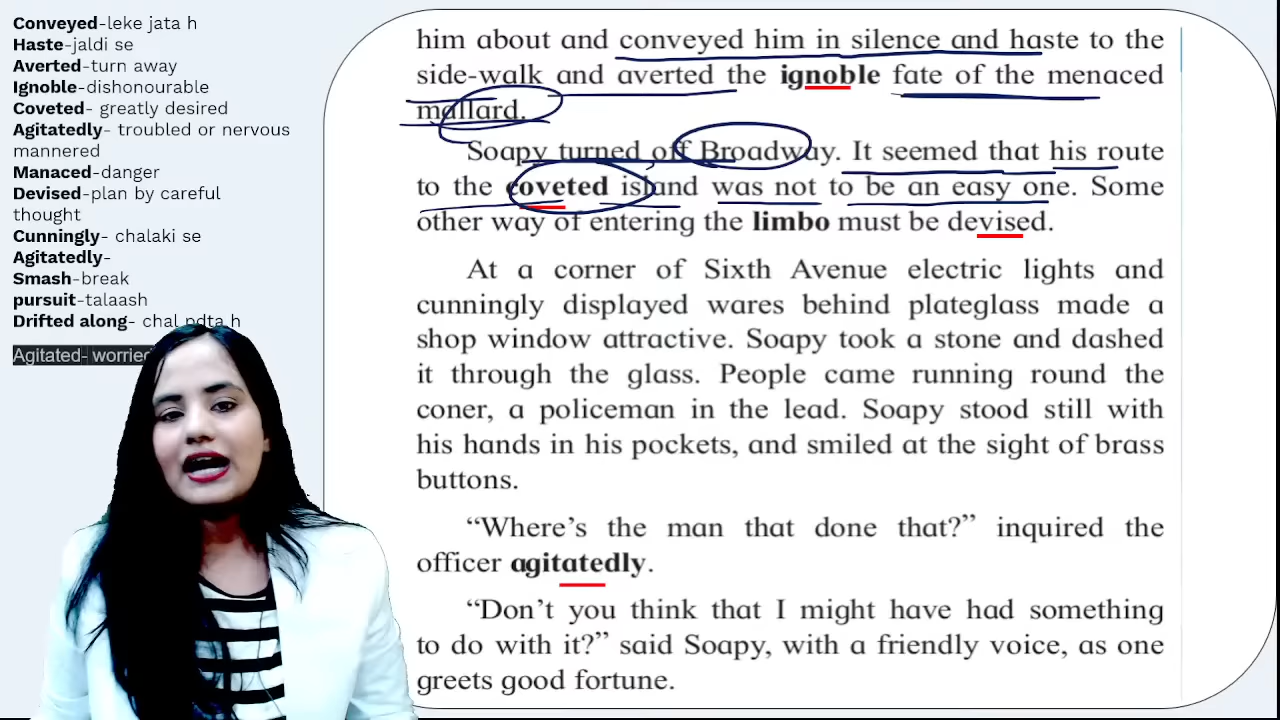 Conveyed-leke jata h
Haste-jaldi se
Averted-turn away
Ignoble-dishonourable
Coveted- greatly desired
Agitatedly- troubled or nervous
mannered
Manaced-danger
Devised-plan by careful
thought
Cunningly- chalaki se
Agitatedly-
Smash-break
pursuit-talaash
Drifted along- chal pdta h
Agitated- worried
him about and conveyed him in silence and haste to the
side-walk and averted the ignoble fate of the menaced
mallard.
Soapy turned off Broadway. It seemed that his route
to the coveted island was not to be an easy one. Some
other way of entering the limbo must be devised.
At a corner of Sixth Avenue electric lights and
cunningly displayed wares behind plateglass made a
shop window attractive. Soapy took a stone and dashed
it through the glass. People came running round the
coner, a policeman in the lead. Soapy stood still with
his hands in his pockets, and smiled at the sight of brass
buttons.
“Where’s the man that done that?” inquired the
officer agitatedly.
“Don’t you think that I might have had something
to do with it?” said Soapy, with a friendly voice, as one
greets good fortune.